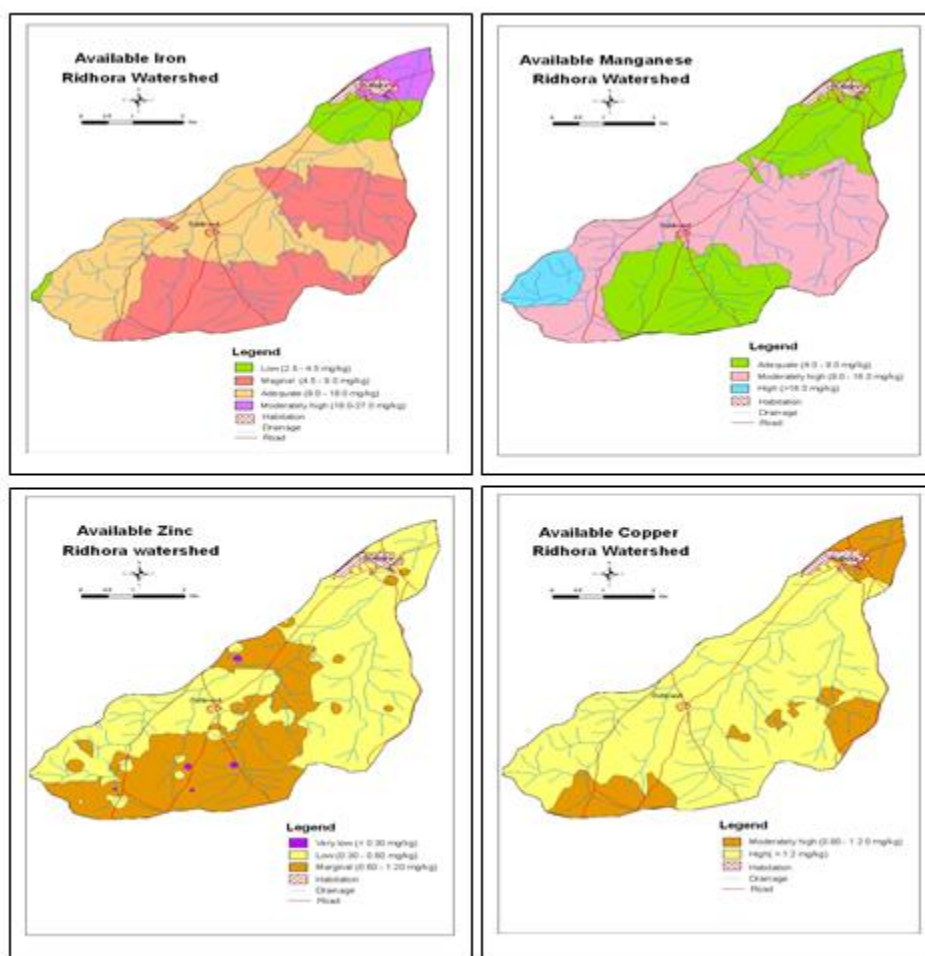 Available Iron
Ridhora Watershed
Legend
Low (2.5 - 4.5 mg/kg)
Maginal (4.5 - 9.0 mg/kg)
Adequate (9.0 - 18.0 mg/kg)
Moderately high (18.0-27.0 mg/kg)
Habitation
Drainage
Road
Available Manganese
Ridhora Watershed
Legend
Adequate (4.0 - 8.0 mg/kg)
Moderately high (8.0 - 16.0 mg/kg)
High (>16.0 mg/kg)
Habitation
Drainage
Road
Available Zinc
Ridhora watershed
Legend
Very low (< 0.30 mg/kg)
Low (0.30 - 0.60 mg/kg)
Marginal (0.60 - 1.20 mg/kg)
Habitation
Drainage
Road
Available Copper
Ridhora Watershed
Legend
Moderately high (0.80 - 1.20 mg/kg)
High( > 1.2 mg/kg)
Habitation
Drainage
Road